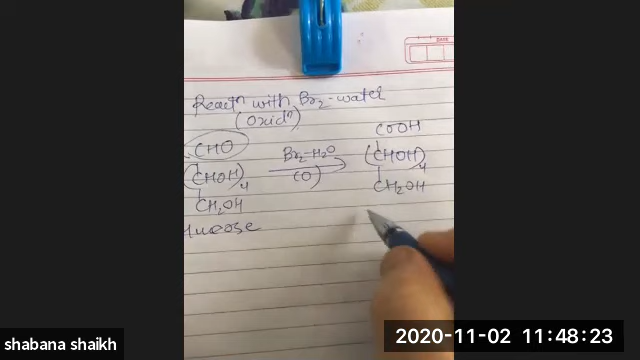 Reactn with Br2-water
(Oxidn)
CHO
(CHOH)4
CH2OH
Glucose
Br2-H2O
(O)
COOH
(CHOH)4
CH2OH
DATE
shabana shaikh
2020-11-02 11:48:23